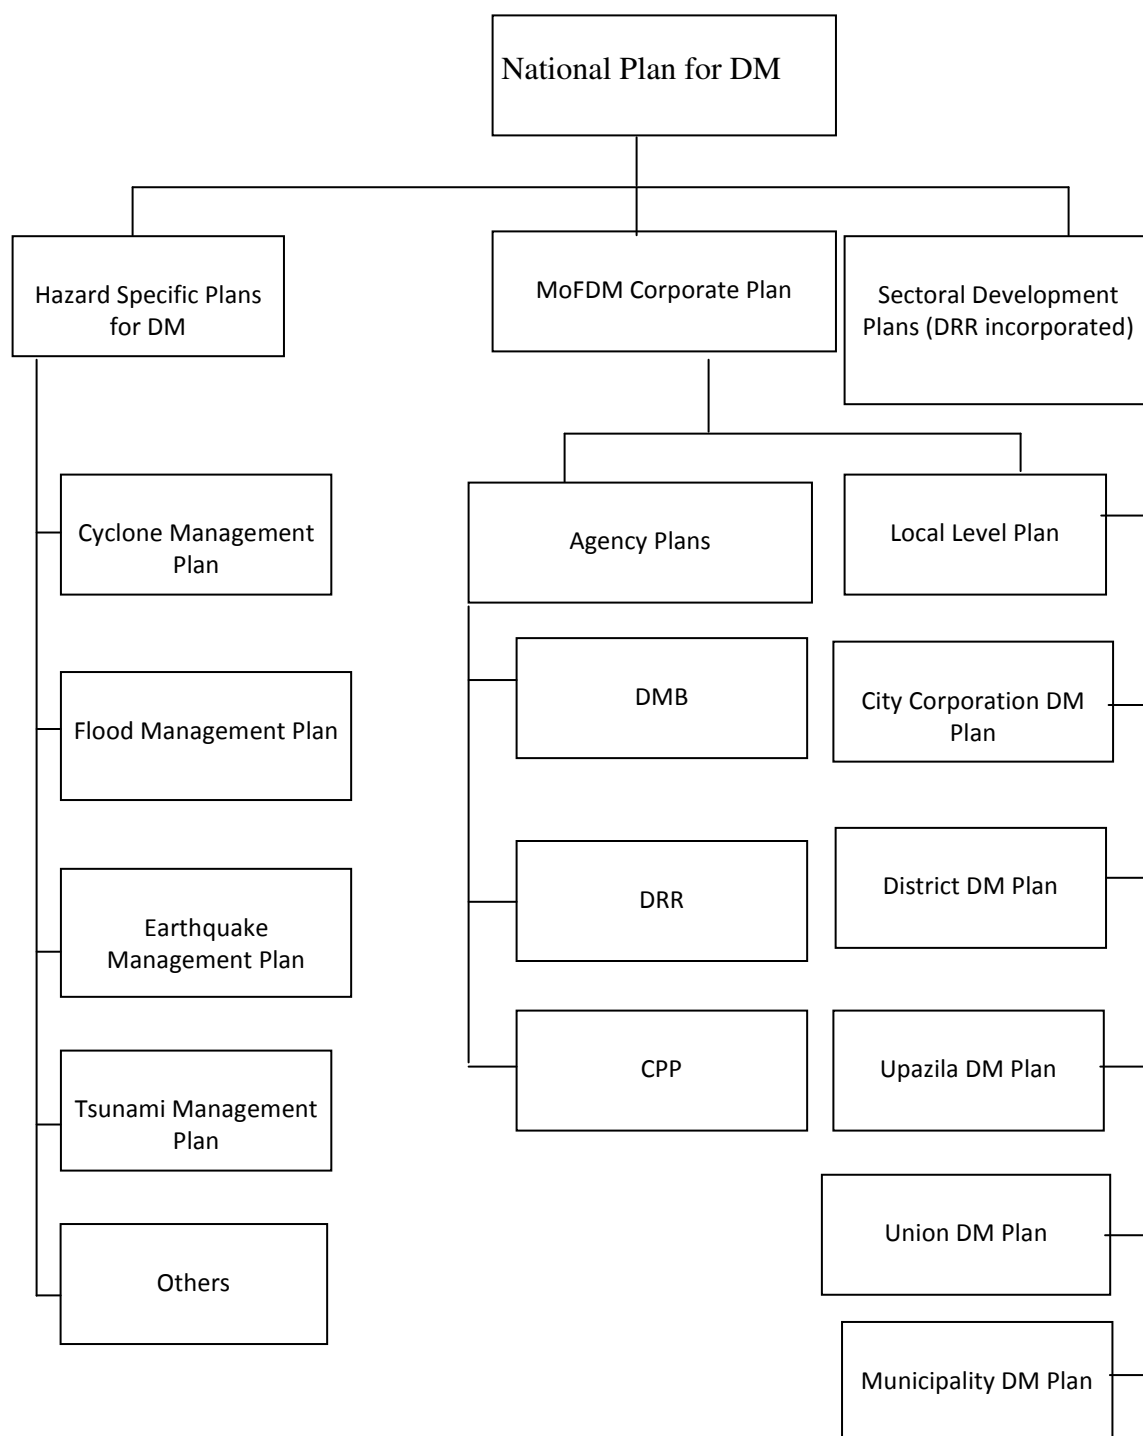 National Plan for DM
Hazard Specific Plans
for DM
MoFDM Corporate Plan
Sectoral Development
Plans (DRR incorporated)
Cyclone Management
Plan
Flood Management Plan
Earthquake
Management Plan
Tsunami Management
Plan
Others
Agency Plans
DMB
DRR
CPP
Local Level Plan
City Corporation DM
Plan
District DM Plan
Upazila DM Plan
Union DM Plan
Municipality DM Plan